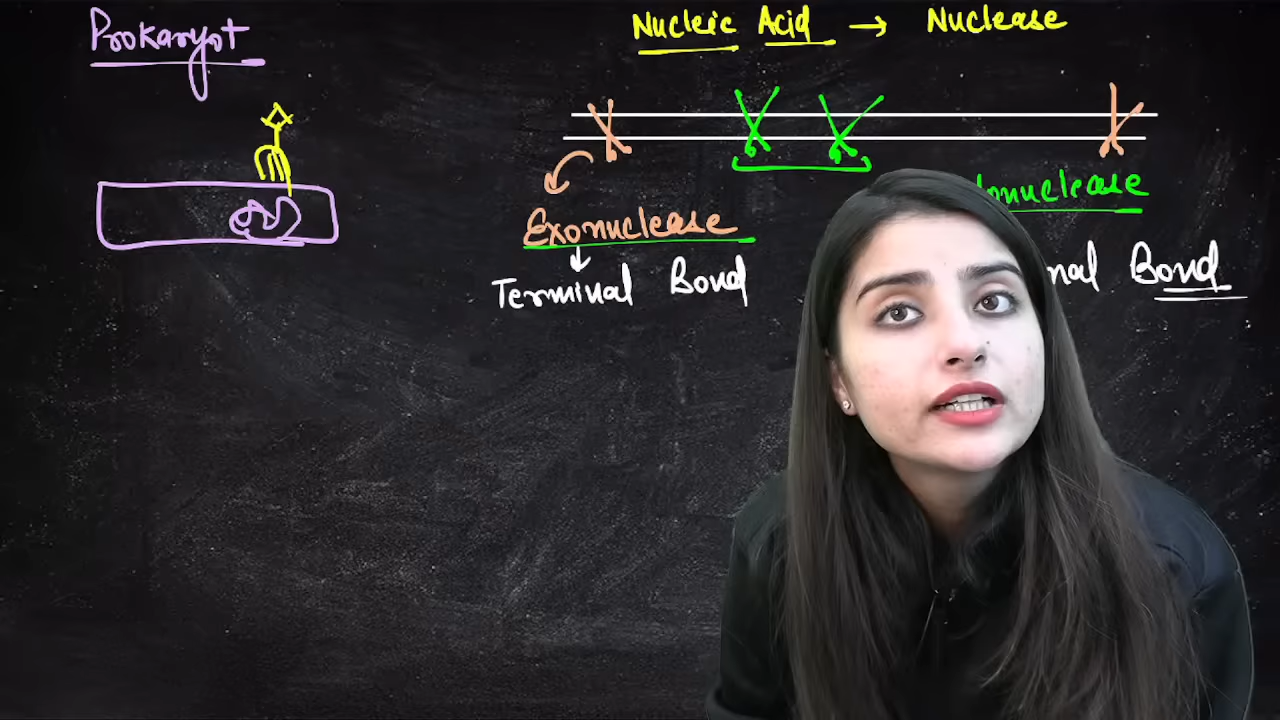 Prokaryot
Nucleic Acid → Nuclease
Exonuclease
Terminal Bond
Bond